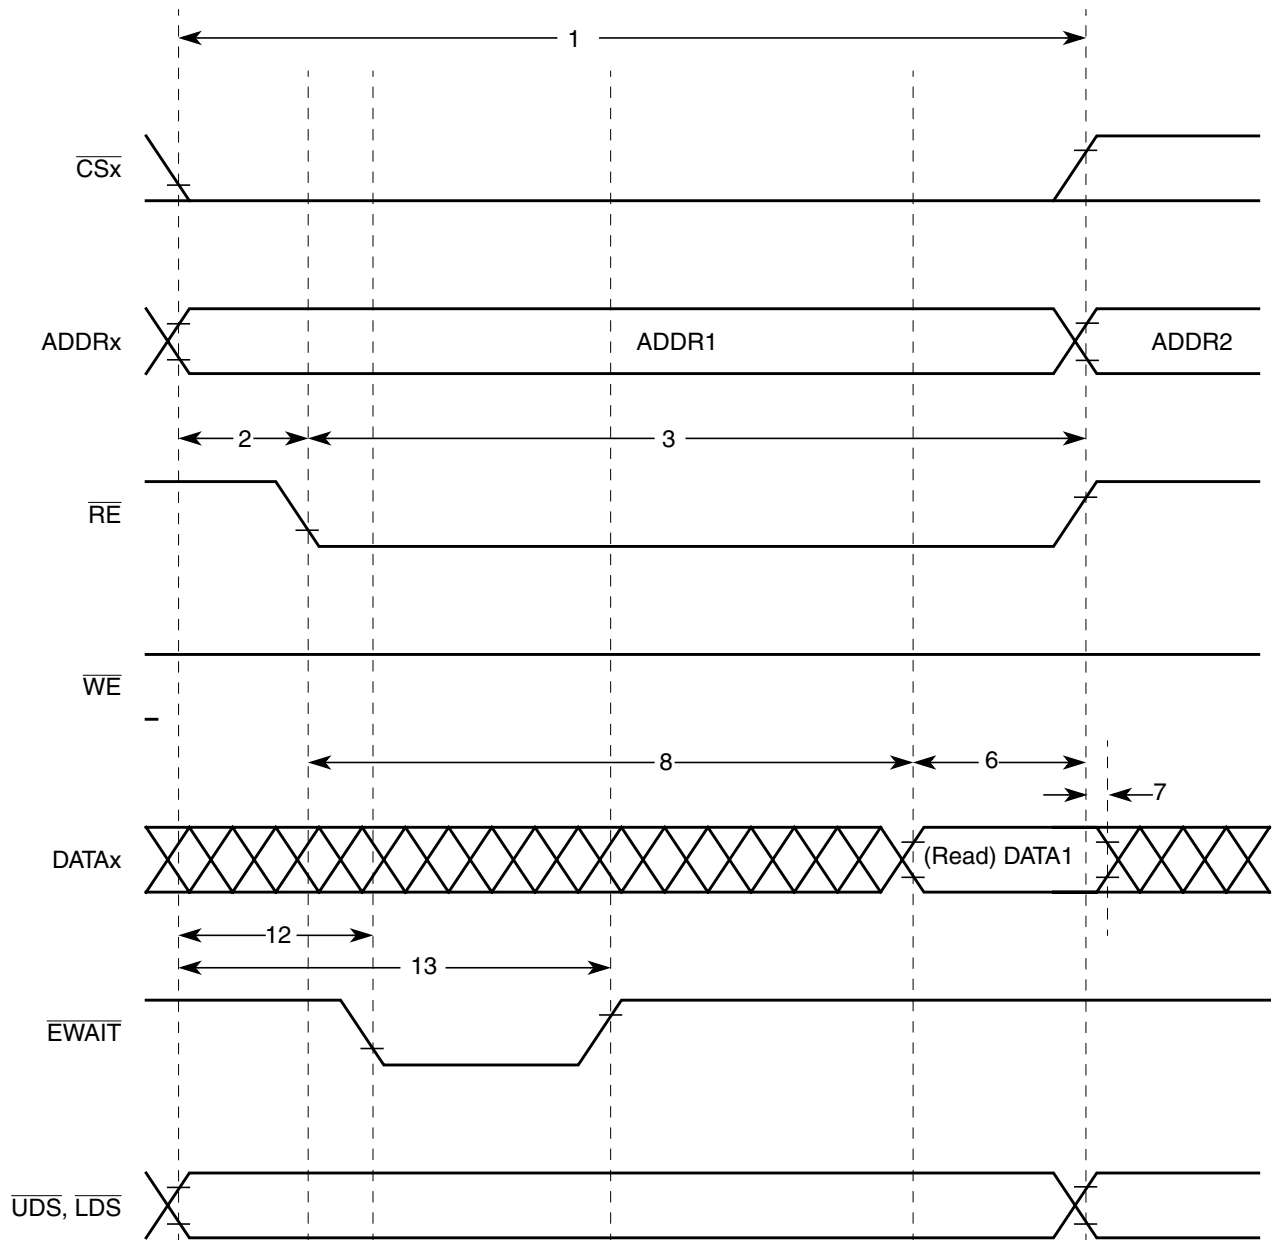 1
CSx
ADDRx ADDR1 ADDR2
2 3
RE
WE
8 6
7
DATAx (Read) DATA1
12
13
EWAIT
UDS, LDS